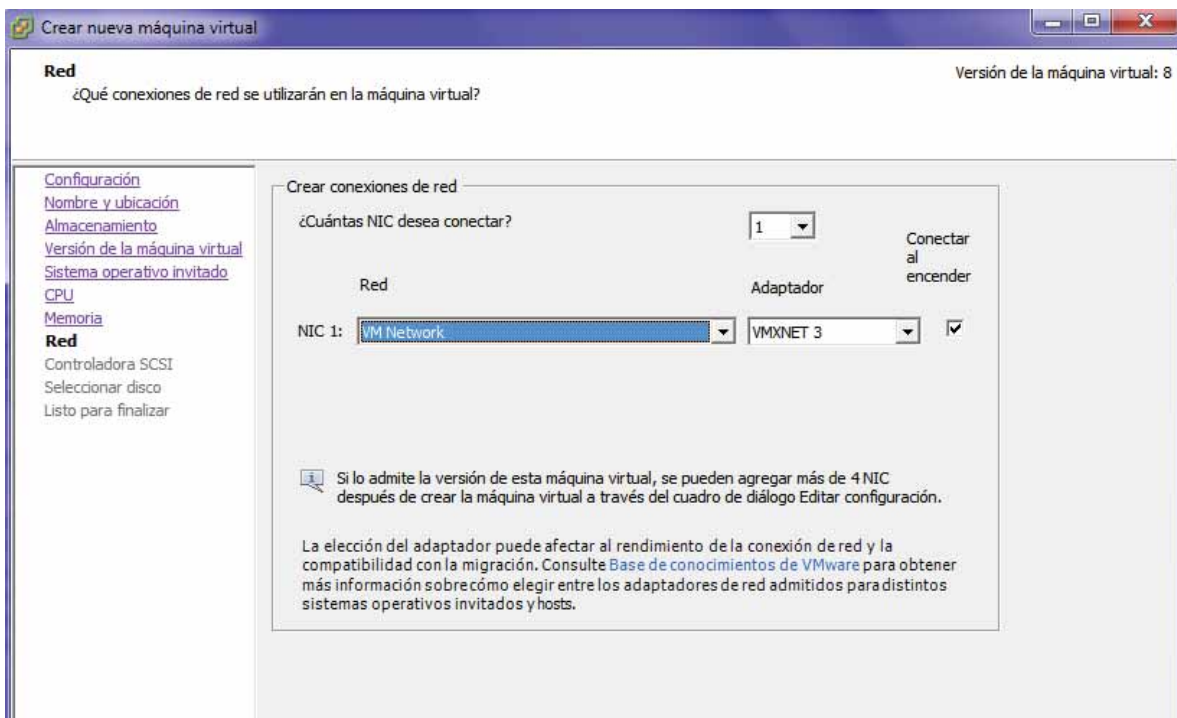 Crear nueva máquina virtual
Red
Versión de la máquina virtual: 8
¿Qué conexiones de red se utilizarán en la máquina virtual?
Configuración
Nombre y ubicación
Almacenamiento
Versión de la máquina virtual
Sistema operativo invitado
CPU
Memoria
Red
Controladora SCSI
Seleccionar disco
Listo para finalizar
Crear conexiones de red
¿Cuántas NIC desea conectar?
1
Red
Adaptador
Conectar
al
encender
NIC 1: VM Network VMXNET 3
Si lo admite la versión de esta máquina virtual, se pueden agregar más de 4 NIC
después de crear la máquina virtual a través del cuadro de diálogo Editar configuración.
La elección del adaptador puede afectar al rendimiento de la conexión de red y la
compatibilidad con la migración. Consulte Base de conocimientos de VMware para obtener
más información sobre cómo elegir entre los adaptadores de red admitidos para distintos
sistemas operativos invitados y hosts.